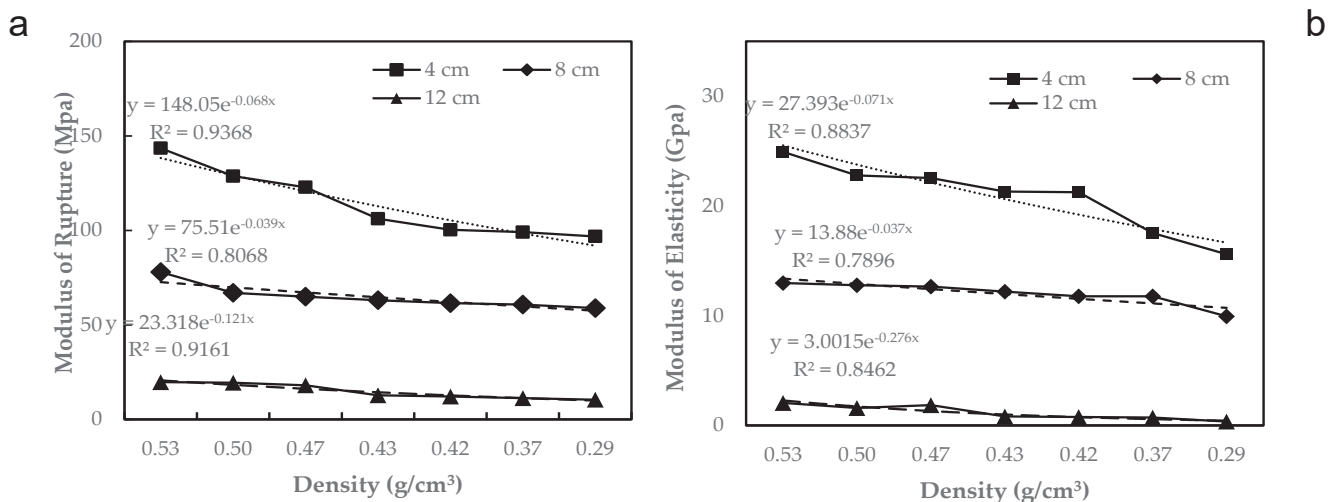 a
200
150
100
50
0
Modulus of Rupture (Mpa)
4 cm
8 cm
12 cm
y = 148.05e^-0.068x
R² = 0.9368
y = 75.51e^-0.039x
R² = 0.8068
y = 23.318e^-0.121x
R² = 0.9161
0.53 0.50 0.47 0.43 0.42 0.37 0.29
Density (g/cm³)
b
30
20
10
0
Modulus of Elasticity (Gpa)
4 cm
8 cm
12 cm
y = 27.393e^-0.071x
R² = 0.8837
y = 13.88e^-0.037x
R² = 0.7896
y = 3.0015e^-0.276x
R² = 0.8462
0.53 0.50 0.47 0.43 0.42 0.37 0.29
Density (g/cm³)